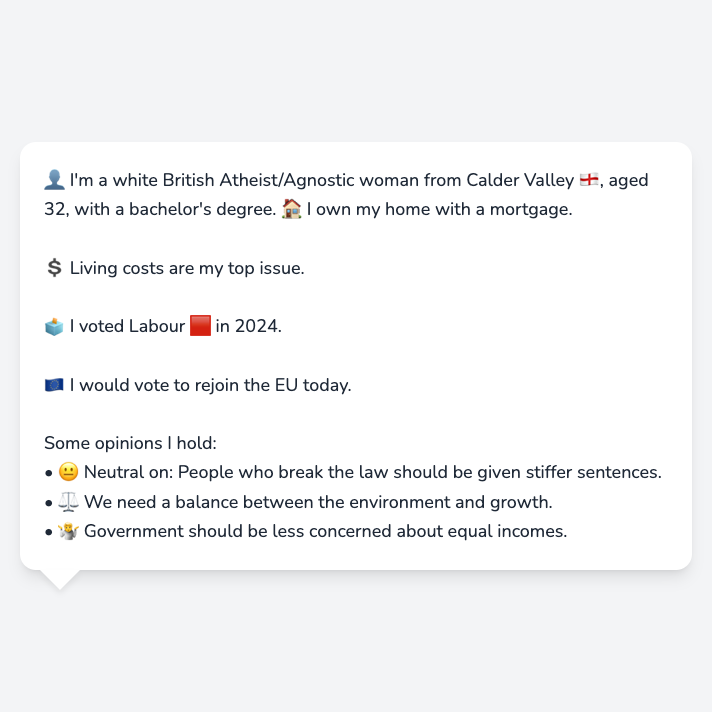 👤 I'm a white British Atheist/Agnostic woman from Calder Valley 🏴󠁧󠁢󠁥󠁮󠁧󠁿, aged
32, with a bachelor's degree. 🏠 I own my home with a mortgage.
💲 Living costs are my top issue.
🗳️ I voted Labour 🟥 in 2024.
🇪🇺 I would vote to rejoin the EU today.
Some opinions I hold:
• 😐 Neutral on: People who break the law should be given stiffer sentences.
• ⚖️ We need a balance between the environment and growth.
• 🤷 Government should be less concerned about equal incomes.